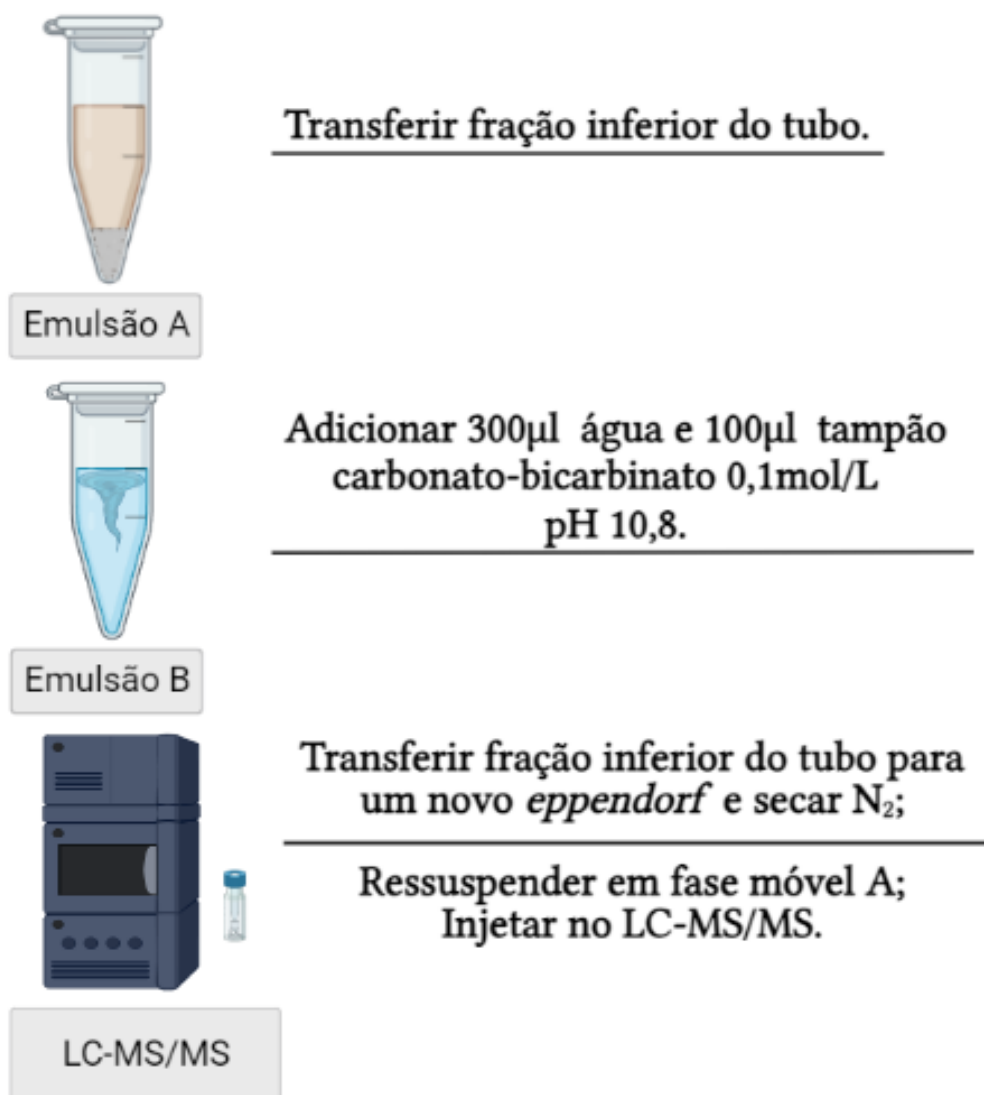 Transferir fração inferior do tubo.
Emulsão A
Adicionar 300µl água e 100µl tampão
carbonato-bicarbinato 0,1mol/L
pH 10,8.
Emulsão B
Transferir fração inferior do tubo para
um novo eppendorf e secar N₂;
Ressuspender em fase móvel A;
Injetar no LC-MS/MS.
LC-MS/MS